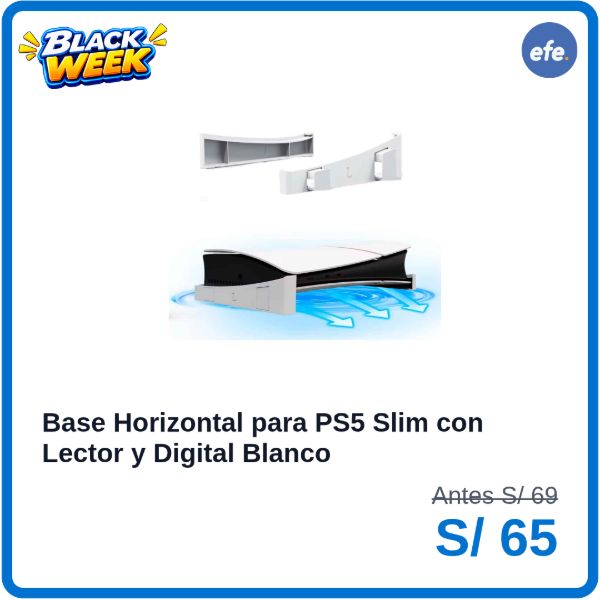 BLACK
WEEK
efe.
L
L
Base Horizontal para PS5 Slim con
Lector y Digital Blanco
Antes S/ 69
S/ 65